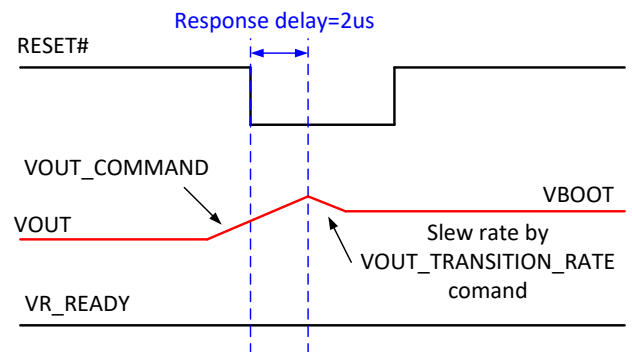 Response delay=2us
RESET#
VOUT_COMMAND
VBOOT
VOUT
Slew rate by
VOUT_TRANSITION_RATE
comand
VR_READY